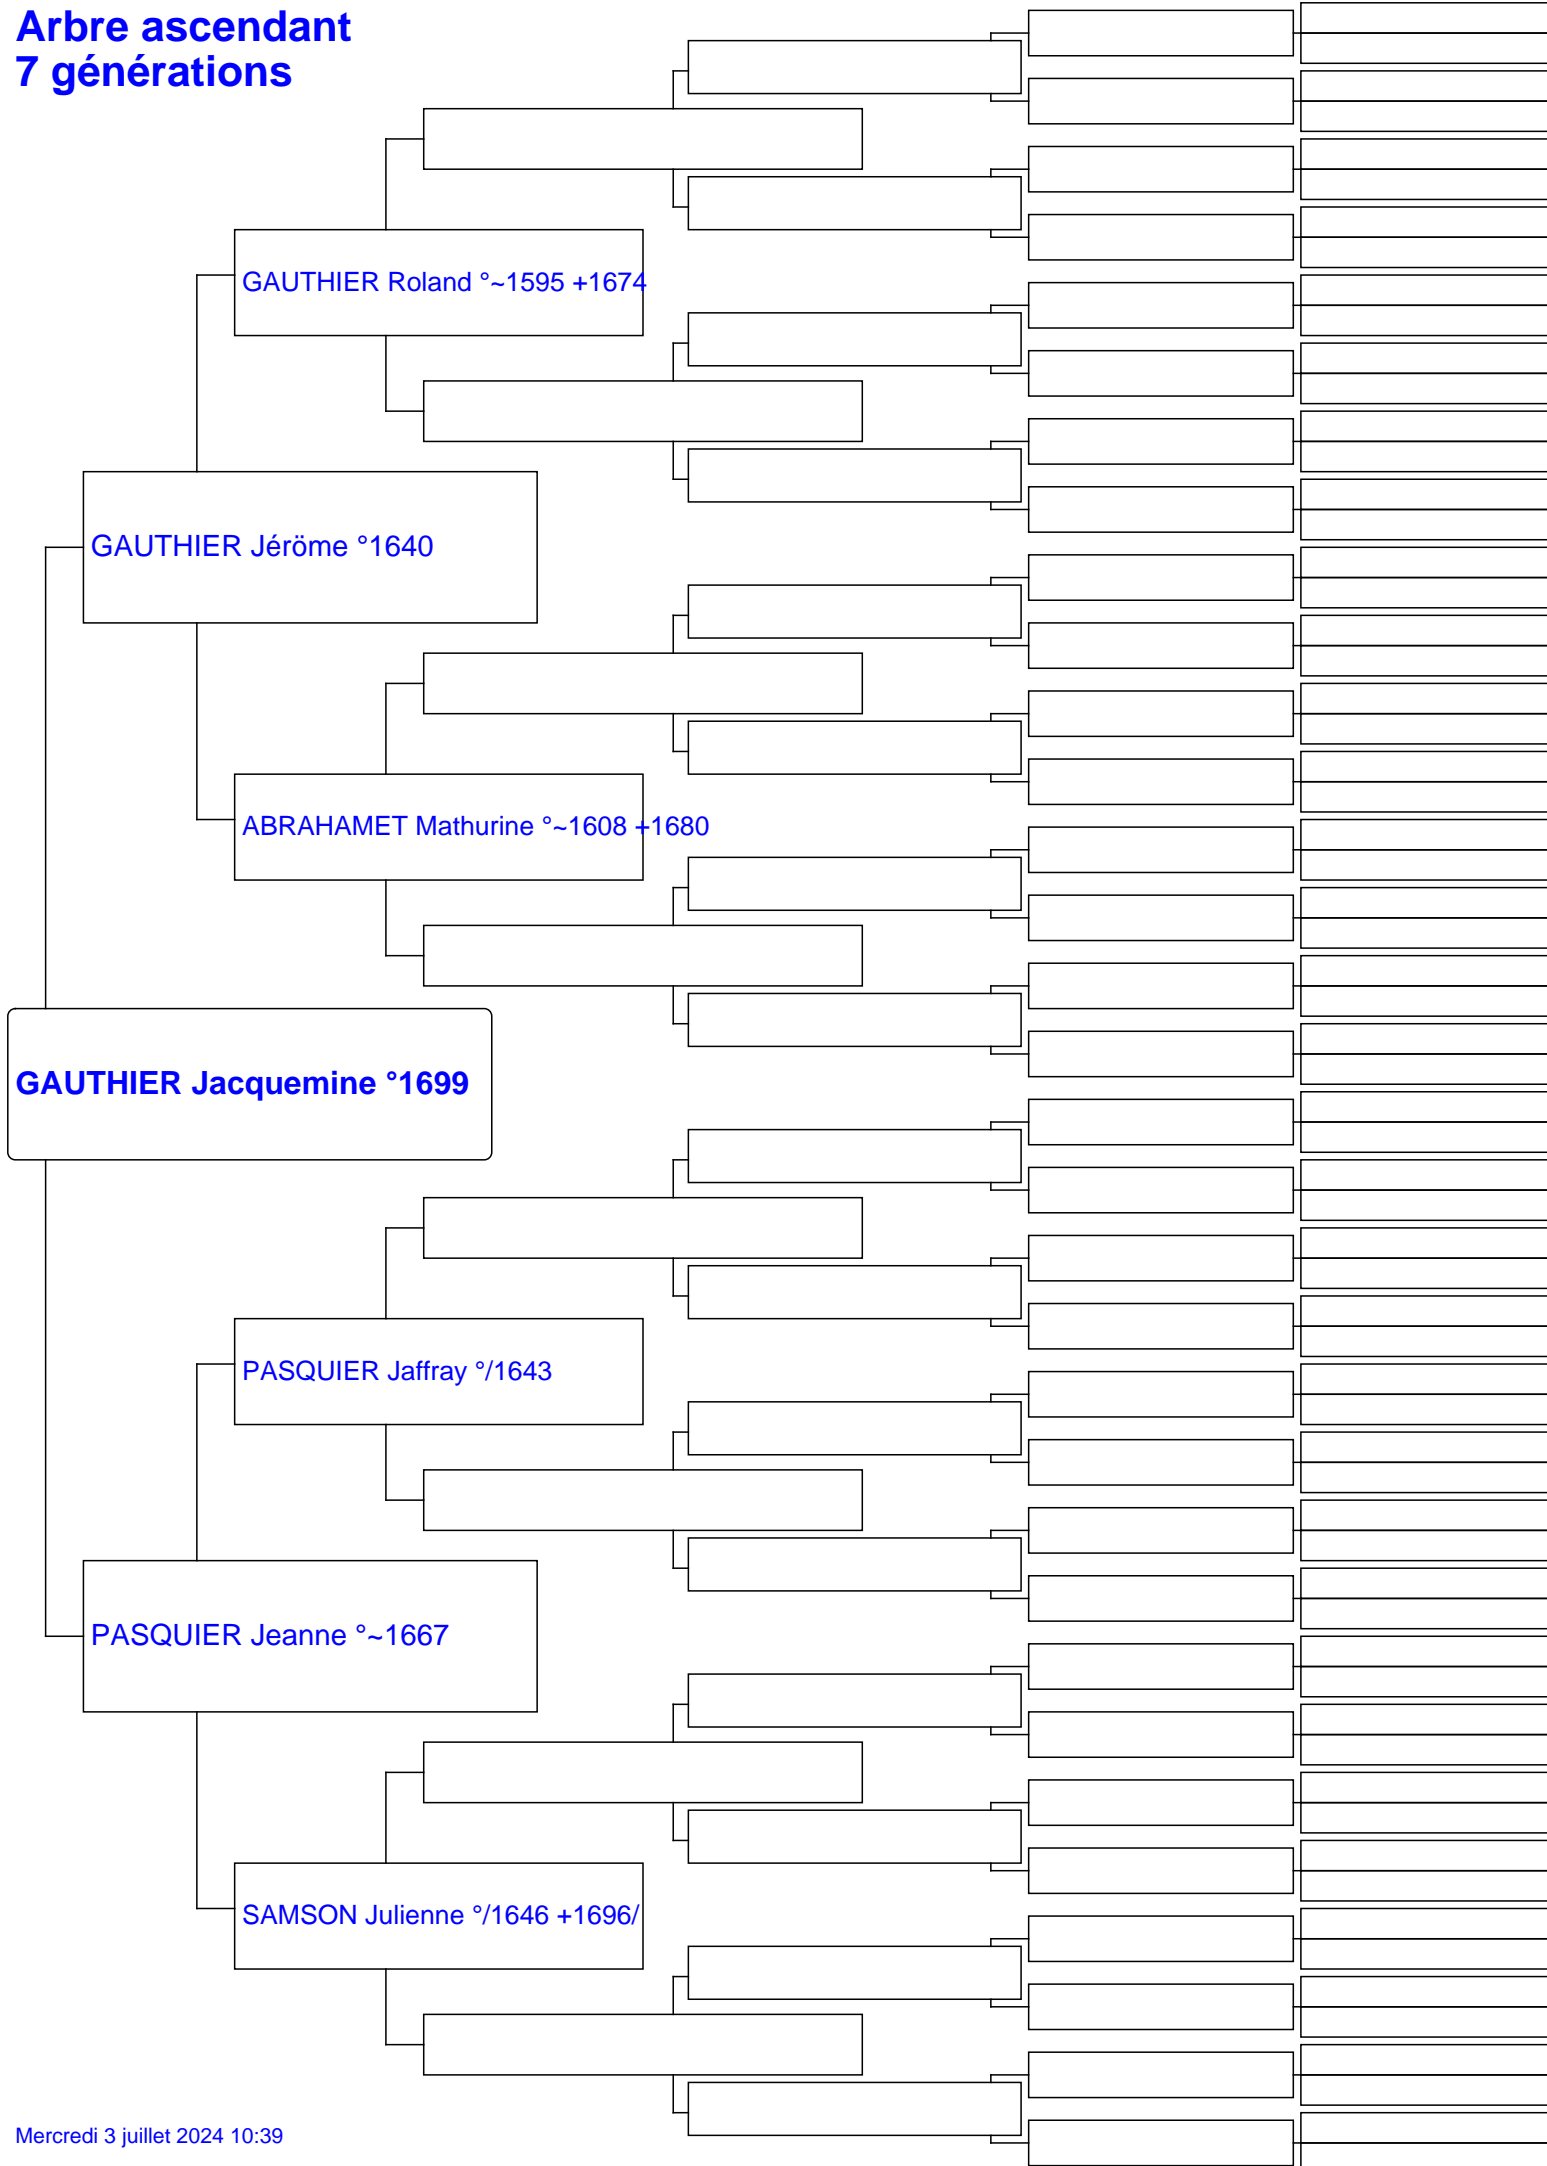 Arbre ascendant
7 générations
GAUTHIER Roland °~1595 +1674
GAUTHIER Jéröme °1640
ABRAHAMET Mathurine °~1608 +1680
GAUTHIER Jacquemine °1699
PASQUIER Jaffray °/1643
PASQUIER Jeanne °~1667
SAMSON Julienne °/1646 +1696/
Mercredi 3 juillet 2024 10:39